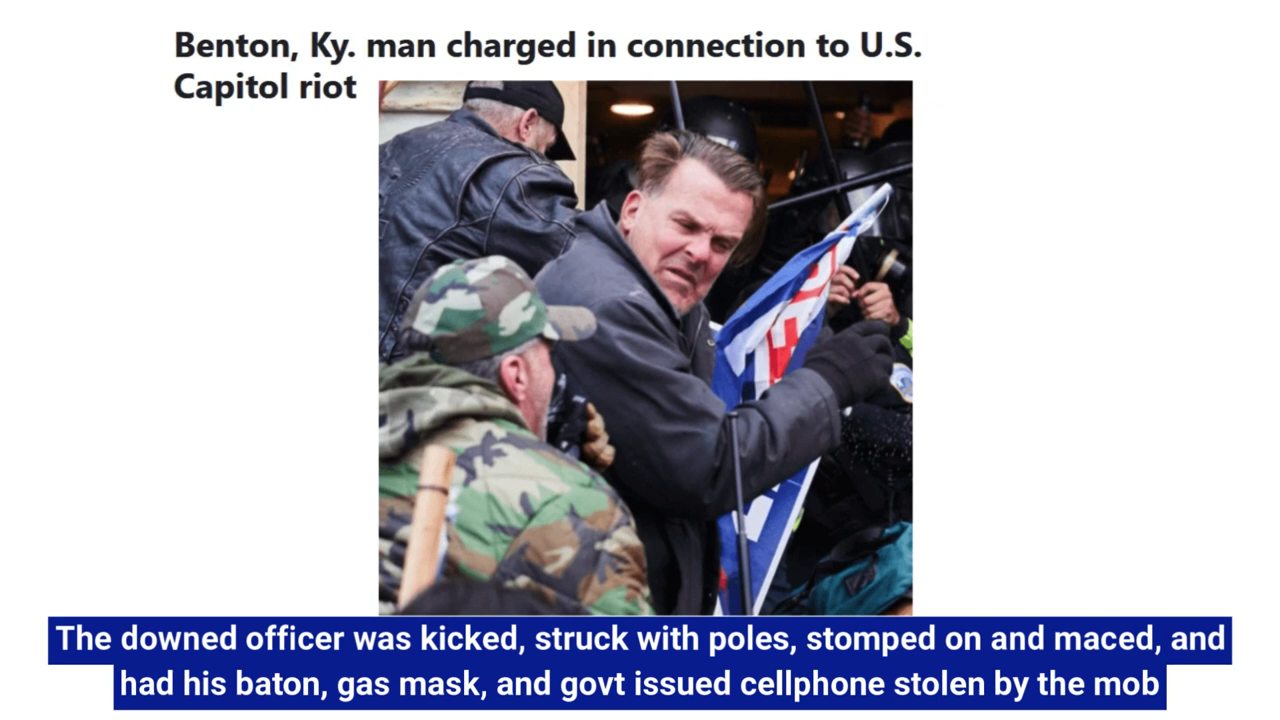 Benton, Ky. man charged in connection to U.S.
Capitol riot
The downed officer was kicked, struck with poles, stomped on and maced, and
had his baton, gas mask, and govt issued cellphone stolen by the mob